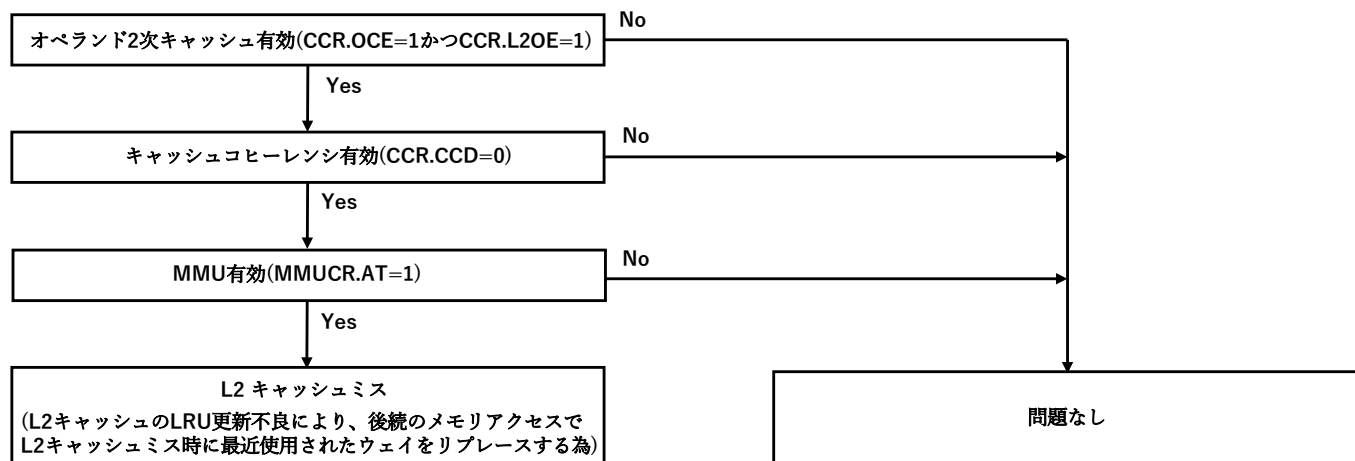 No
オペランド2次キャッシュ有効(CCR.OCE=1かつCCR.L2OE=1)
Yes
No
キャッシュコヒーレンシ有効(CCR.CCD=0)
Yes
No
MMU有効(MMUCR.AT=1)
Yes
L2 キャッシュミス
(L2キャッシュのLRU更新不良により、後続のメモリアクセスで
L2キャッシュミス時に最近使用されたウェイをリプレースする為)
問題なし